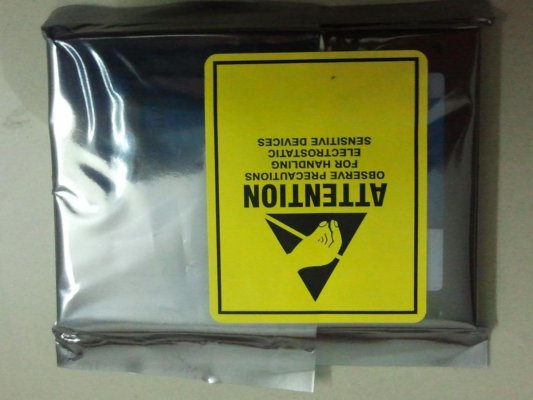 ATTENTION
OBSERVE PRECAUTIONS
FOR HANDLING
ELECTROSTATIC
SENSITIVE DEVICES